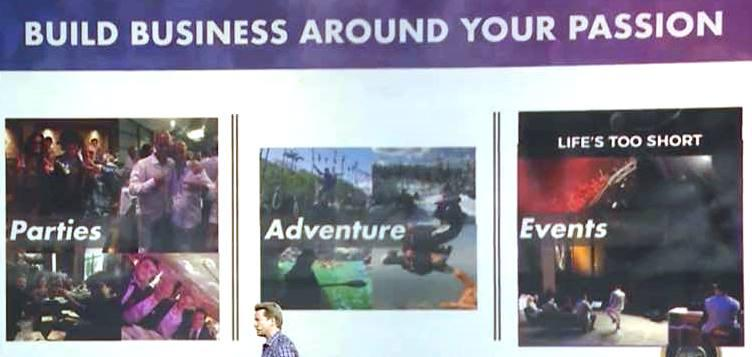 BUILD BUSINESS AROUND YOUR PASSION
LIFE'S TOO SHORT
Parties
Adventure
Events